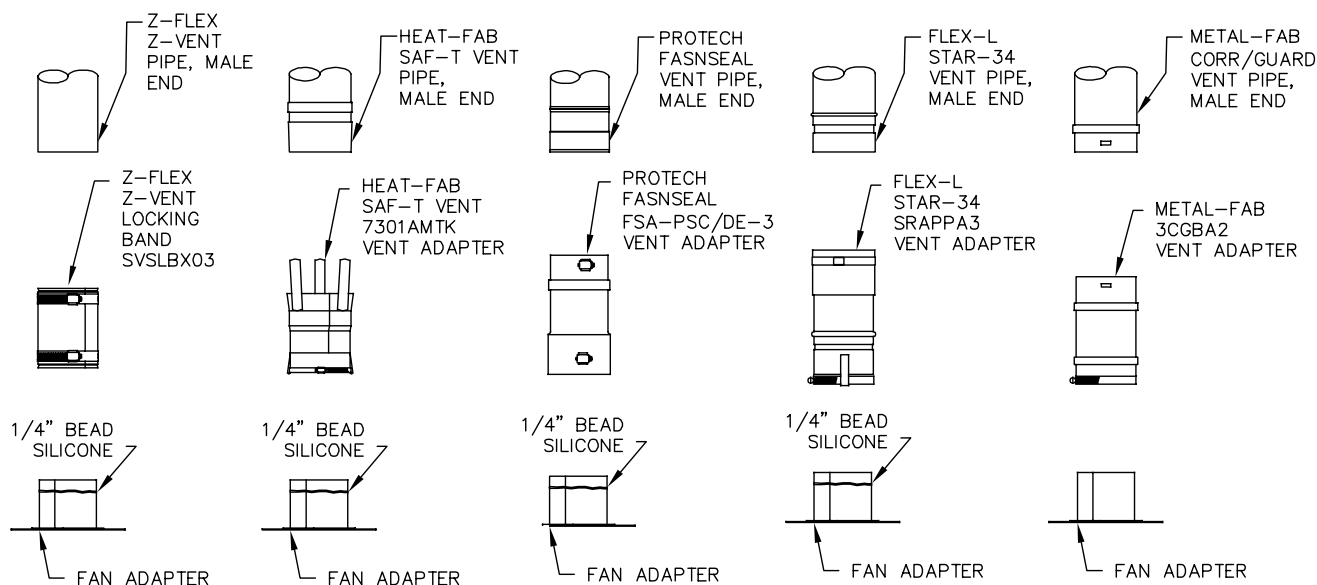 Z-FLEX
Z-VENT
PIPE, MALE
END
HEAT-FAB
SAF-T VENT
PIPE,
MALE END
PROTECH
FASNSEAL
VENT PIPE,
MALE END
FLEX-L
STAR-34
VENT PIPE,
MALE END
METAL-FAB
CORR/GUARD
VENT PIPE,
MALE END
Z-FLEX
Z-VENT
LOCKING
BAND
SVSLBX03
HEAT-FAB
SAF-T VENT
7301AMTK
VENT ADAPTER
PROTECH
FASNSEAL
FSA-PSC/DE-3
VENT ADAPTER
FLEX-L
STAR-34
SRAPPA3
VENT ADAPTER
METAL-FAB
3CGBA2
VENT ADAPTER
1/4" BEAD
SILICONE
1/4" BEAD
SILICONE
1/4" BEAD
SILICONE
1/4" BEAD
SILICONE
FAN ADAPTER
FAN ADAPTER
FAN ADAPTER
FAN ADAPTER
FAN ADAPTER